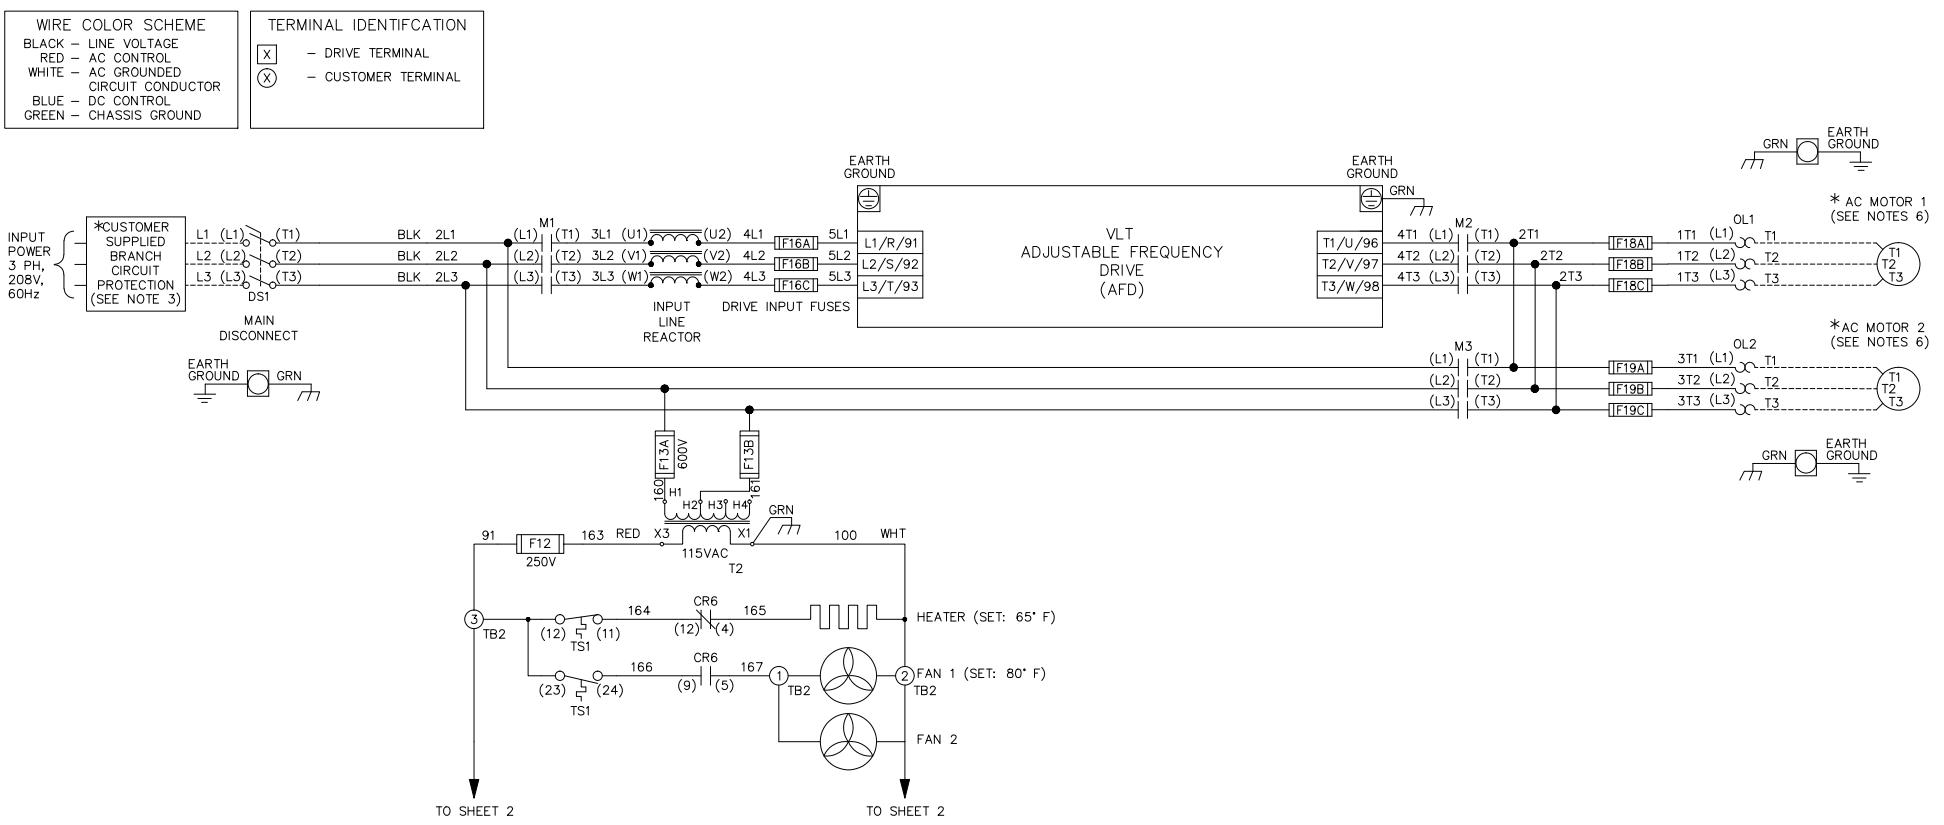 WIRE COLOR SCHEME
BLACK – LINE VOLTAGE
RED – AC CONTROL
WHITE – AC GROUNDED
CIRCUIT CONDUCTOR
BLUE – DC CONTROL
GREEN – CHASSIS GROUND
TERMINAL IDENTIFCATION
X – DRIVE TERMINAL
X – CUSTOMER TERMINAL
INPUT
POWER
3 PH,
208V,
60Hz
*CUSTOMER
SUPPLIED
BRANCH
CIRCUIT
PROTECTION
(SEE NOTE 3)
L1 (L1) (T1) BLK 2L1 (L1) M1 (T1) 3L1 (U1) (U2) 4L1 F16A 5L1 L1/R/91
L2 (L2) (T2) BLK 2L2 (L2) (T2) 3L2 (V1) (V2) 4L2 F16B 5L2 L2/S/92
L3 (L3) (T3) BLK 2L3 (L3) (T3) 3L3 (W1) (W2) 4L3 F16C 5L3 L3/T/93
DS1
MAIN
DISCONNECT
INPUT
LINE
REACTOR
DRIVE INPUT FUSES
EARTH
GROUND
GRN
EARTH
GROUND
VLT
ADJUSTABLE FREQUENCY
DRIVE
(AFD)
EARTH
GROUND
GRN
T1/U/96 4T1 (L1) M2 (T1) 2T1 F18A 1T1 (L1) OL1 T1
T2/V/97 4T2 (L2) (T2) 2T2 F18B 1T2 (L2) T2
T3/W/98 4T3 (L3) (T3) 2T3 F18C 1T3 (L3) T3
GRN
EARTH
GROUND
* AC MOTOR 1
(SEE NOTES 6)
T1
T2
T3
*AC MOTOR 2
(SEE NOTES 6)
M3
OL2
(L1) (T1) F19A 3T1 (L1) T1
(L2) (T2) F19B 3T2 (L2) T2
(L3) (T3) F19C 3T3 (L3) T3
T1
T2
T3
GRN
EARTH
GROUND
F13A
600V
F13B
160
161
H1
H2 H3 H4
GRN
91 F12 163 RED X3 X1 100 WHT
250V
115VAC
T2
3
TB2
(12) (11)
TS1
164
CR6
(12) (4)
165
HEATER (SET: 65° F)
(23) (24)
TS1
166
CR6
(9) (5)
167
1
TB2
2
TB2
FAN 1 (SET: 80° F)
FAN 2
TO SHEET 2
TO SHEET 2